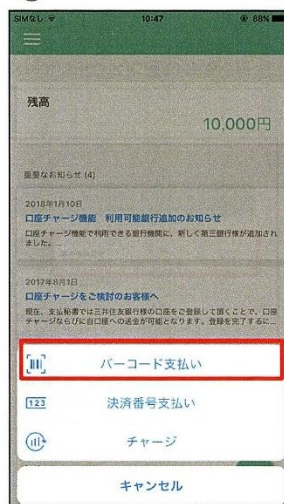 SIMなし 10:47 88%
残高
10,000円
重要なお知らせ (4)
2018年1月10日
口座チャージ機能 利用可能銀行追加のお知らせ
口座チャージ機能で利用できる銀行機関に、新しく第三銀行様が追加され
ました。
2017年8月1日
口座チャージをご検討のお客様へ
現在、支払秘書では三井住友銀行様の口座をご登録して頂くことで、口座
チャージならびに自口座への送金が可能となります。登録を完了するに...
バーコード支払い
123 決済番号支払い
チャージ
キャンセル